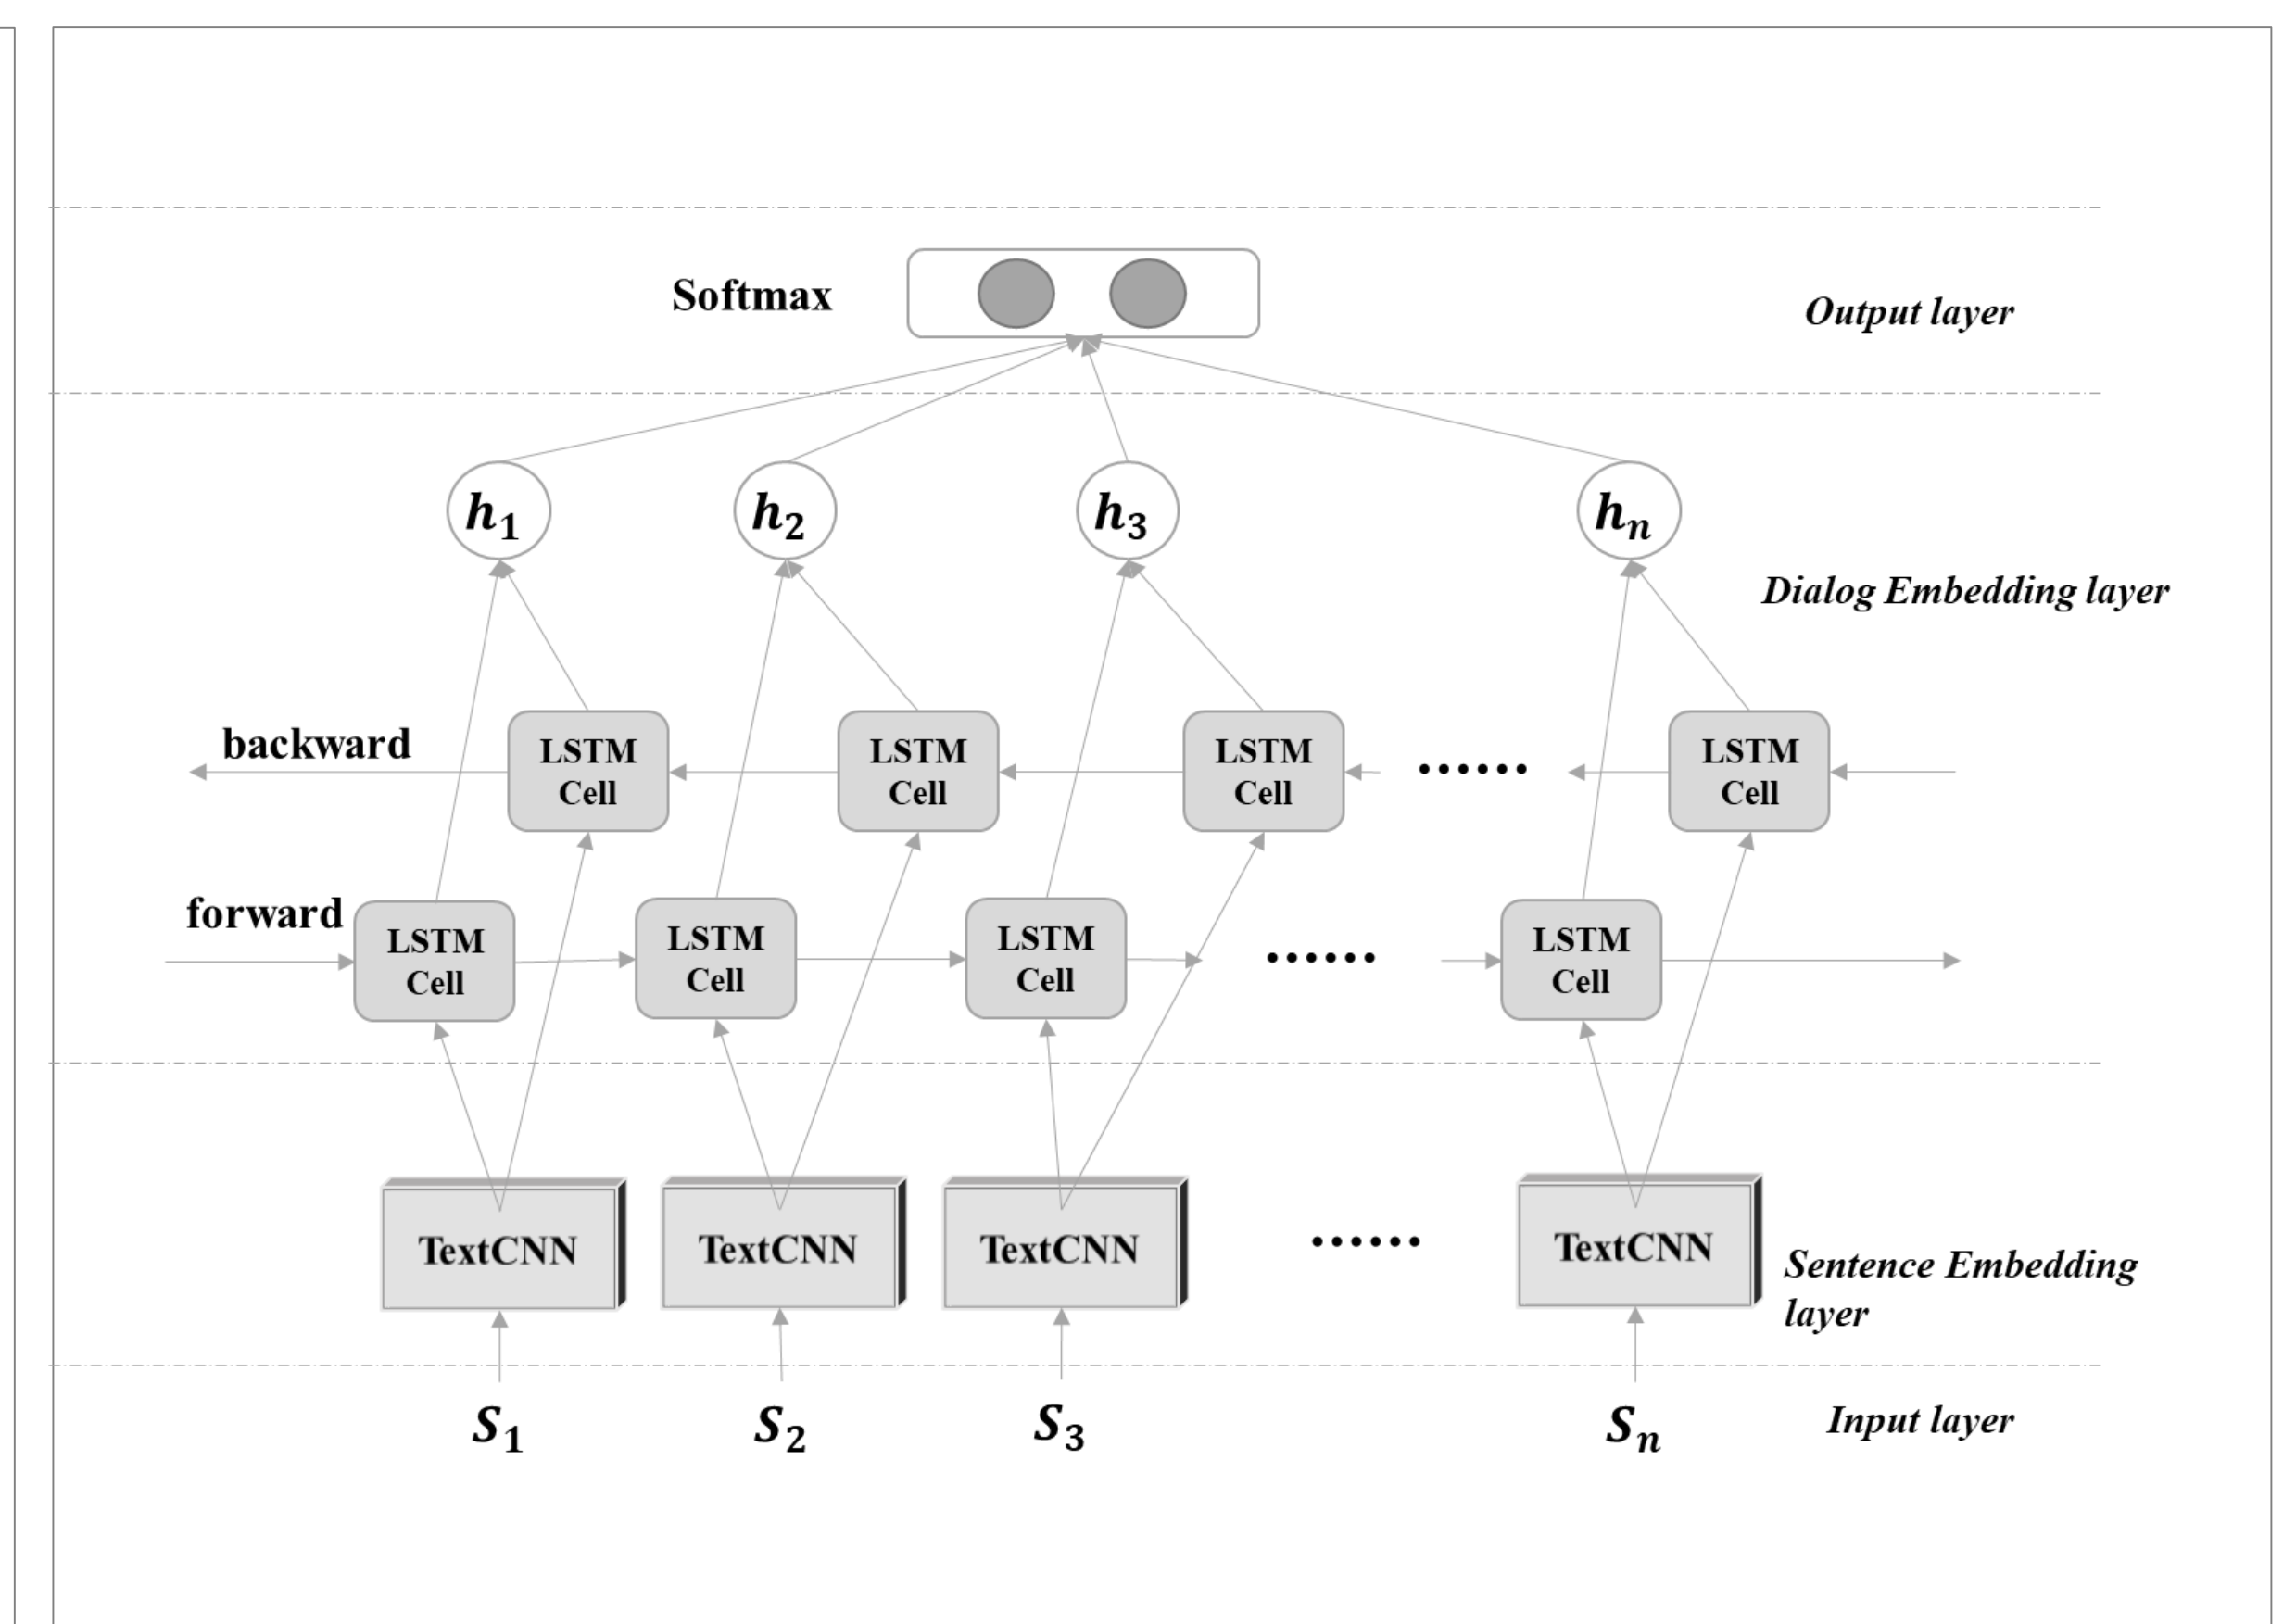 Softmax
Output layer
h1 h2 h3 hn
Dialog Embedding layer
backward
LSTM Cell
LSTM Cell
LSTM Cell
......
LSTM Cell
forward
LSTM Cell
LSTM Cell
LSTM Cell
......
LSTM Cell
TextCNN TextCNN TextCNN ...... TextCNN
Sentence Embedding
layer
S1 S2 S3 Sn
Input layer